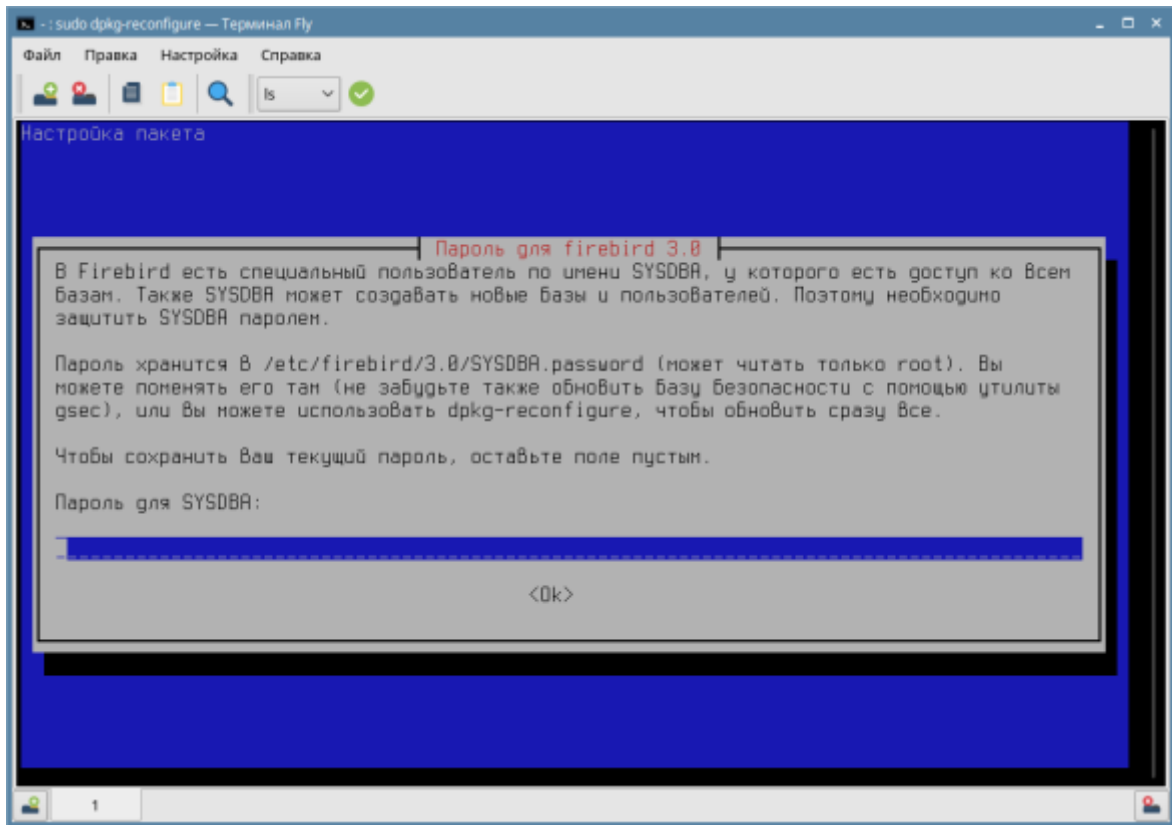 - : sudo dpkg-reconfigure — Терминал Fly
Файл Правка Настройка Справка
ls
Настройка пакета
Пароль для firebird 3.0
В Firebird есть специальный пользователь по имени SYSDBA, у которого есть доступ ко всем
базам. Также SYSDBA может создавать новые базы и пользователей. Поэтому необходимо
защитить SYSDBA паролем.
Пароль хранится в /etc/firebird/3.0/SYSDBA.password (может читать только root). Вы
можете поменять его там (не забудьте также обновить базу безопасности с помощью утилиты
gsec), или Вы можете использовать dpkg-reconfigure, чтобы обновить сразу все.
Чтобы сохранить Ваш текущий пароль, оставьте поле пустым.
Пароль для SYSDBA:
<Ok>
1